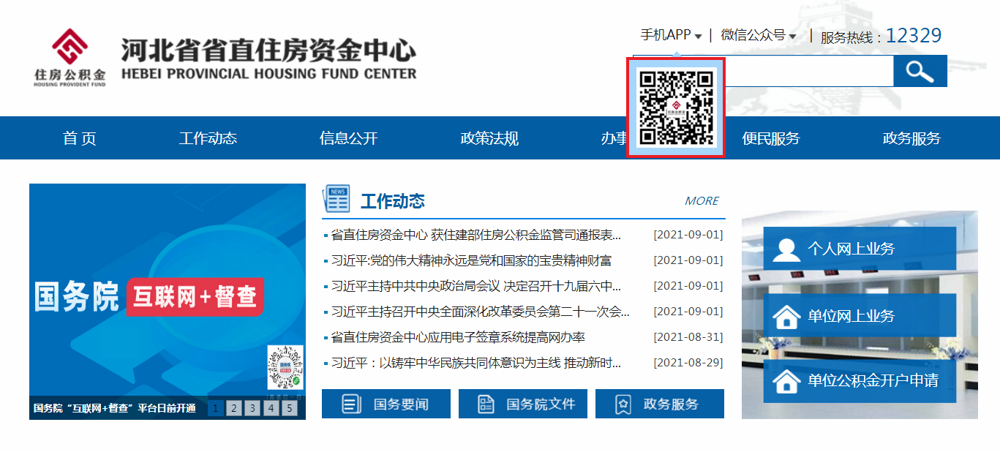 手机APP | 微信公众号 | 服务热线：12329
河北省省直住房资金中心
住房公积金
HEBEI PROVINCIAL HOUSING FUND CENTER
HOUSING PROVIDENT FUND
首 页 工作动态 信息公开 政策法规 办事 便民服务 政务服务
NEWS
工作动态
MORE
省直住房资金中心 获住建部住房公积金监管司通报表... [2021-09-01]
习近平:党的伟大精神永远是党和国家的宝贵精神财富 [2021-09-01]
习近平主持中共中央政治局会议 决定召开十九届六中... [2021-09-01]
习近平主持召开中央全面深化改革委员会第二十一次会... [2021-09-01]
省直住房资金中心应用电子签章系统提高网办率 [2021-08-31]
习近平：以铸牢中华民族共同体意识为主线 推动新时... [2021-08-29]
国务院 互联网+督查
国务院“互联网+督查”平台日前开通 1 2 3 4 5
国务要闻 国务院文件 政务服务
个人网上业务
单位网上业务
单位公积金开户申请